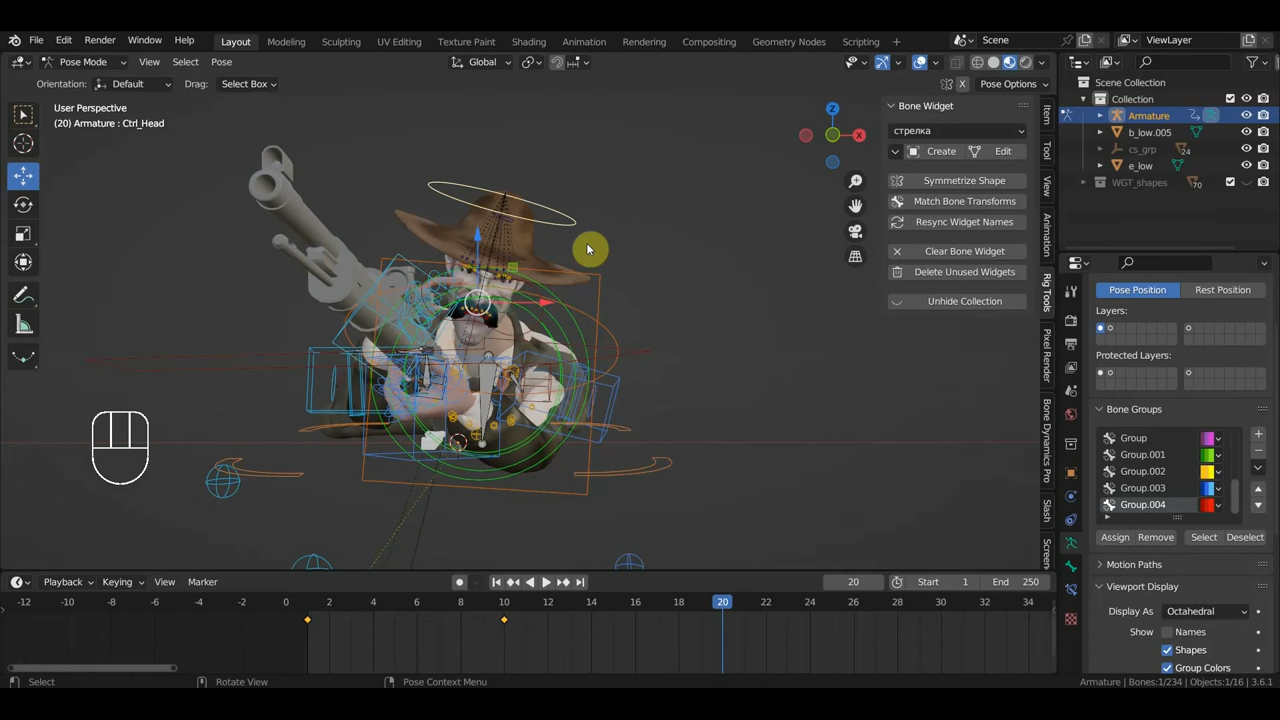 File Edit Render Window Help Layout Modeling Sculpting UV Editing Texture Paint Shading Animation Rendering Compositing Geometry Nodes Scripting + Scene ViewLayer
Pose Mode View Select Pose Global
Orientation: Default Drag: Select Box X Pose Options
User Perspective
(20) Armature : Ctrl_Head
Z
X
Bone Widget
стрелка
Create Edit
Symmetrize Shape
Match Bone Transforms
Resync Widget Names
Clear Bone Widget
Delete Unused Widgets
Unhide Collection
Item
Tool
View
Animation
Rig Tools
Pixel Render
Bone Dynamics Pro
Slash
Screen
Scene Collection
Collection
Armature
b_low.005
cs_grp 24
e_low
WGT_shapes 70
Pose Position Rest Position
Layers:
Protected Layers:
Bone Groups
Group
Group.001
Group.002
Group.003
Group.004
Assign Remove Select Deselect
Motion Paths
Viewport Display
Display As Octahedral
Show Names
Shapes
Group Colors
Playback Keying View Marker 20 Start 1 End 250
-12 -10 -8 -6 -4 -2 0 2 4 6 8 10 12 14 16 18 20 22 24 26 28 30 32 34
Select Rotate View Pose Context Menu Armature | Bones:1/234 | Objects:1/16 | 3.6.1